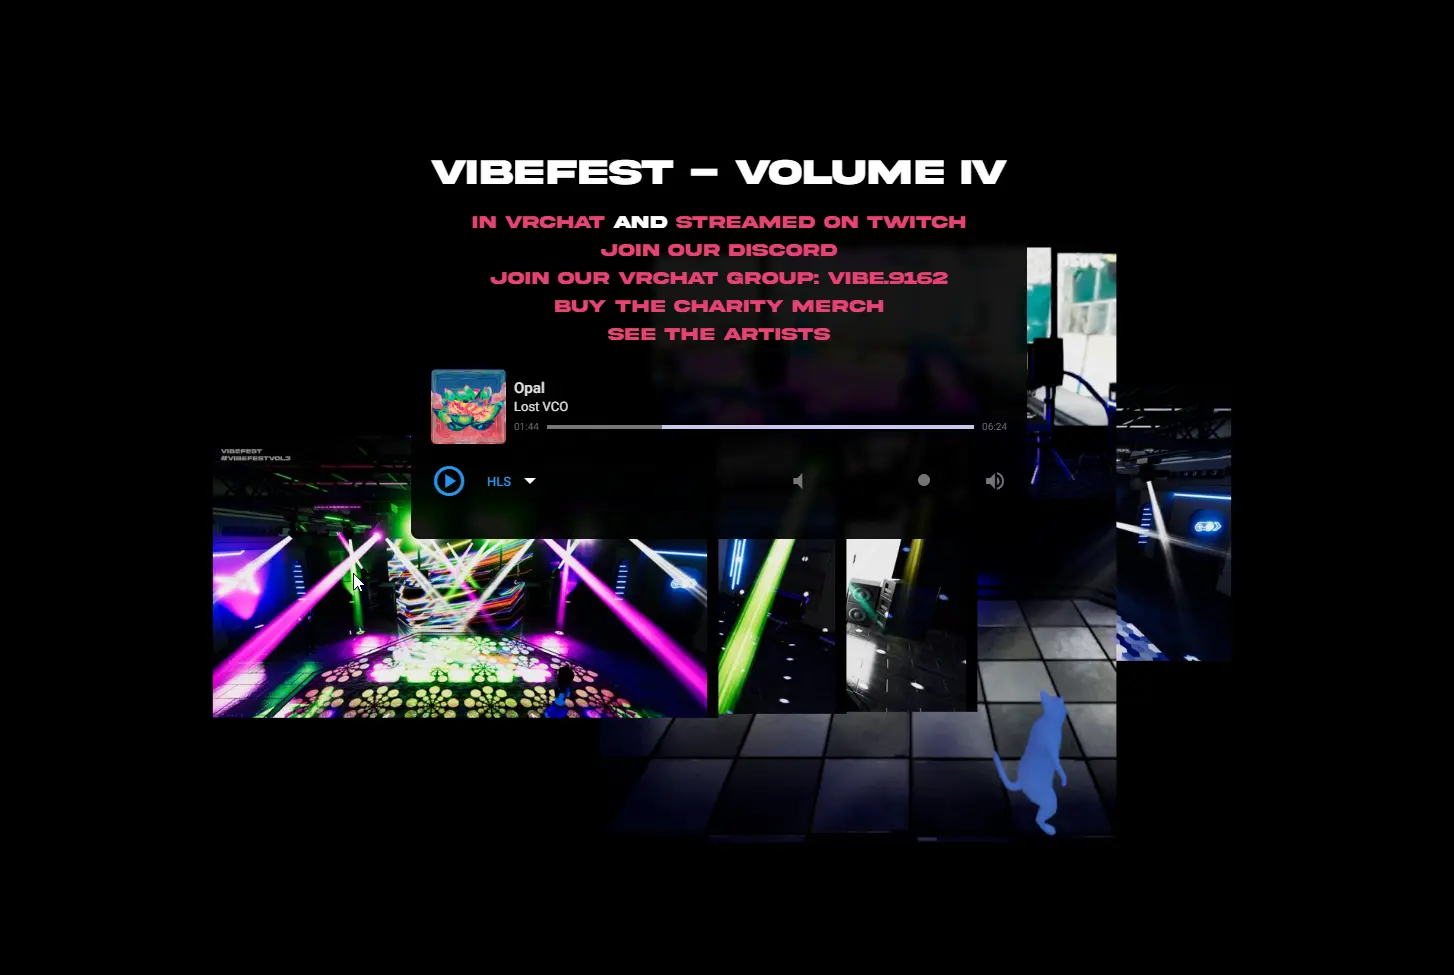 VIBEFEST – VOLUME IV
IN VRCHAT AND STREAMED ON TWITCH
JOIN OUR DISCORD
JOIN OUR VRCHAT GROUP: VIBE.9162
BUY THE CHARITY MERCH
SEE THE ARTISTS
Opal
Lost VCO
01:44 06:24
HLS
VIBEFEST
#VIBEFESTVOL3